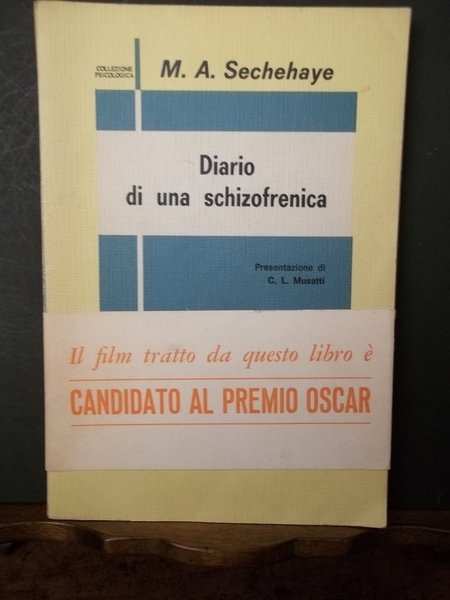 COLLEZIONE
PSICOLOGICA
M. A. Sechehaye
Diario
di una schizofrenica
Presentazione di
C. L. Musatti
Il film tratto da questo libro è
CANDIDATO AL PREMIO OSCAR